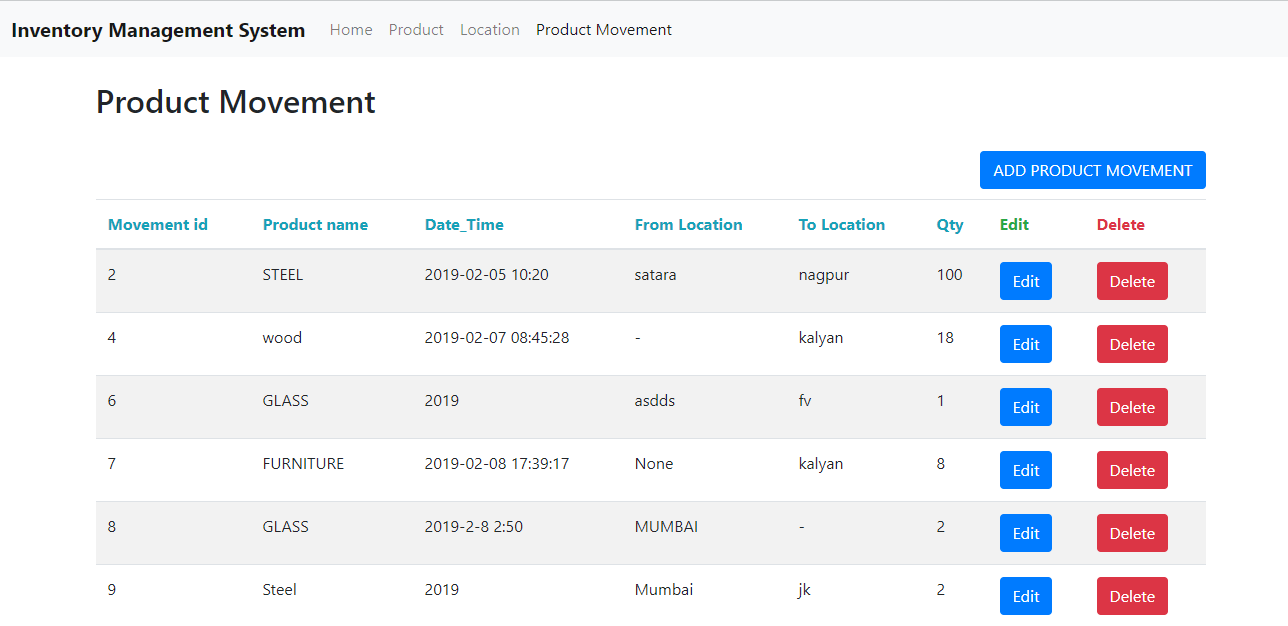 Inventory Management System Home Product Location Product Movement
Product Movement
ADD PRODUCT MOVEMENT
Movement id Product name Date_Time From Location To Location Qty Edit Delete
2 STEEL 2019-02-05 10:20 satara nagpur 100 Edit Delete
4 wood 2019-02-07 08:45:28 - kalyan 18 Edit Delete
6 GLASS 2019 asdds fv 1 Edit Delete
7 FURNITURE 2019-02-08 17:39:17 None kalyan 8 Edit Delete
8 GLASS 2019-2-8 2:50 MUMBAI - 2 Edit Delete
9 Steel 2019 Mumbai jk 2 Edit Delete